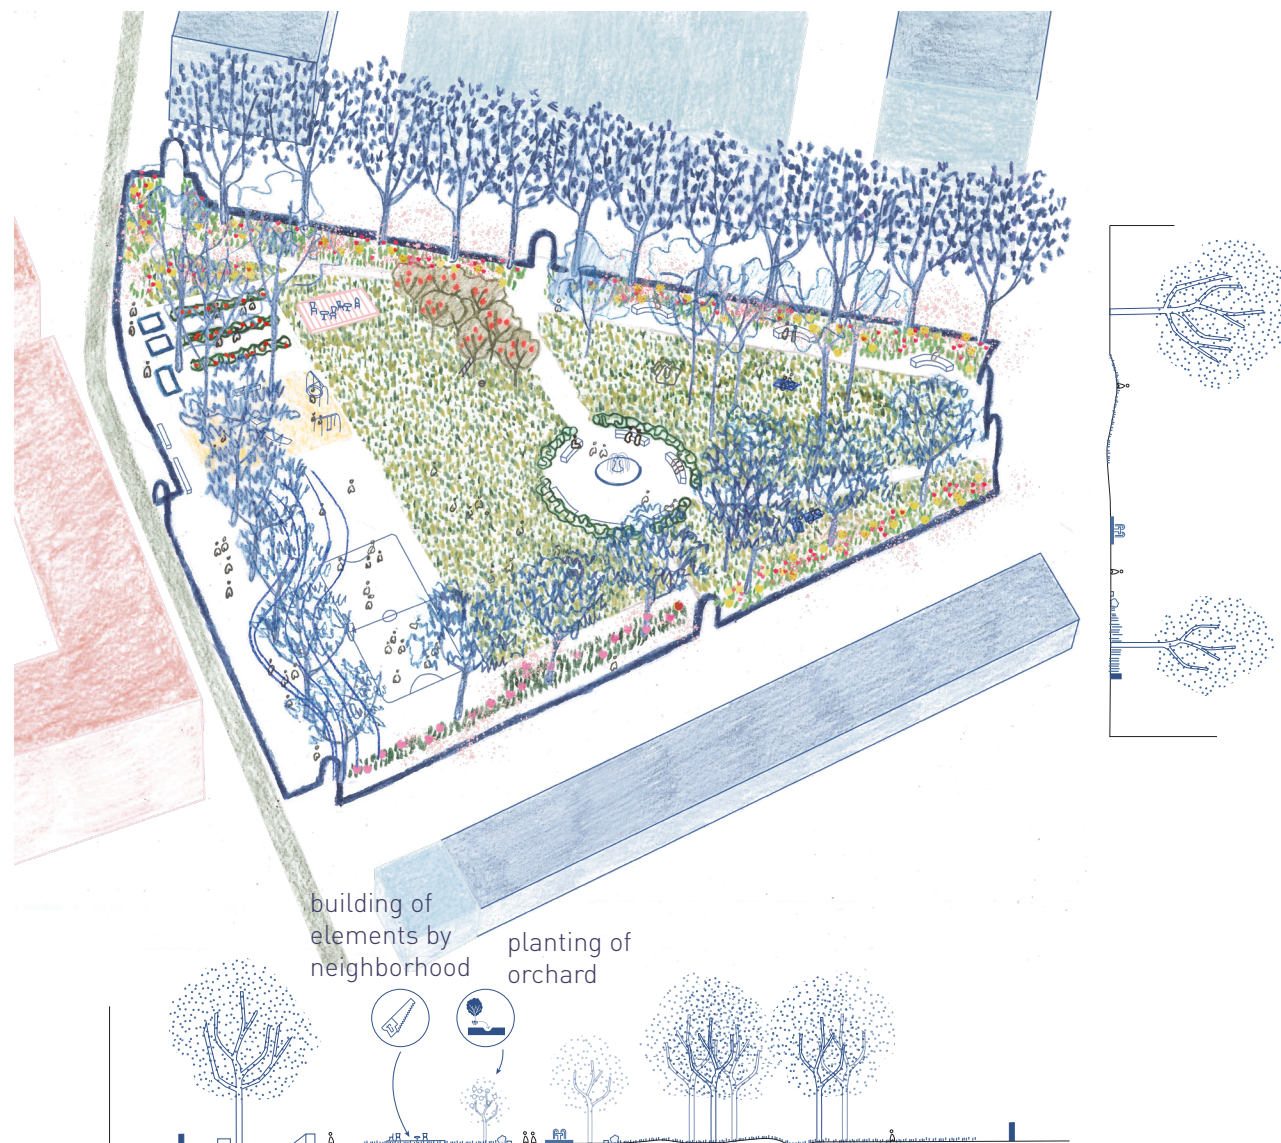 building of
elements by
neighborhood
planting of
orchard